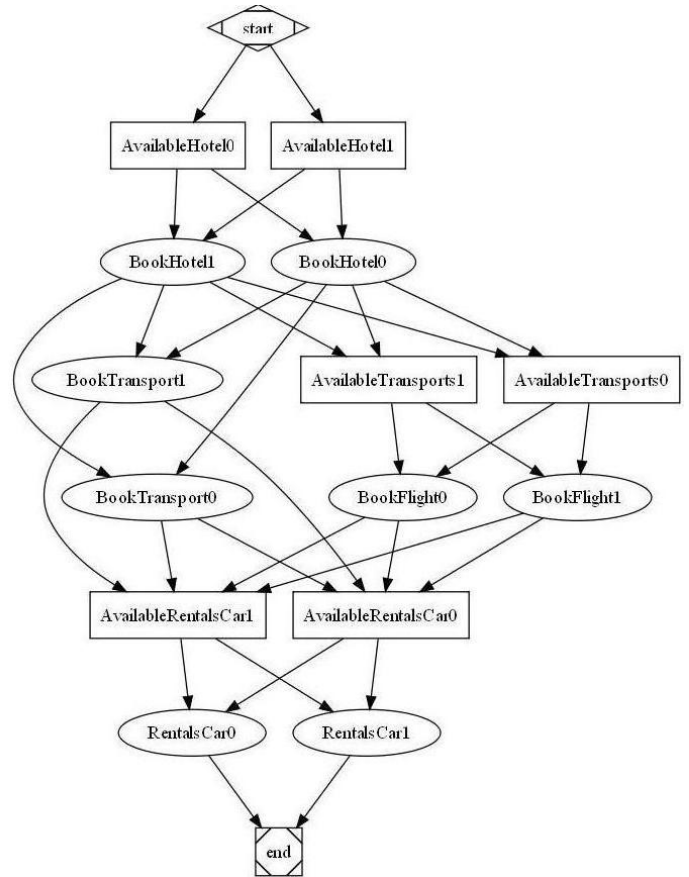 start
AvailableHotel0
AvailableHotel1
BookHotel1
BookHotel0
BookTransport1
AvailableTransports1
AvailableTransports0
BookTransport0
BookFlight0
BookFlight1
AvailableRentalsCar1
AvailableRentalsCar0
RentalsCar0
RentalsCar1
end